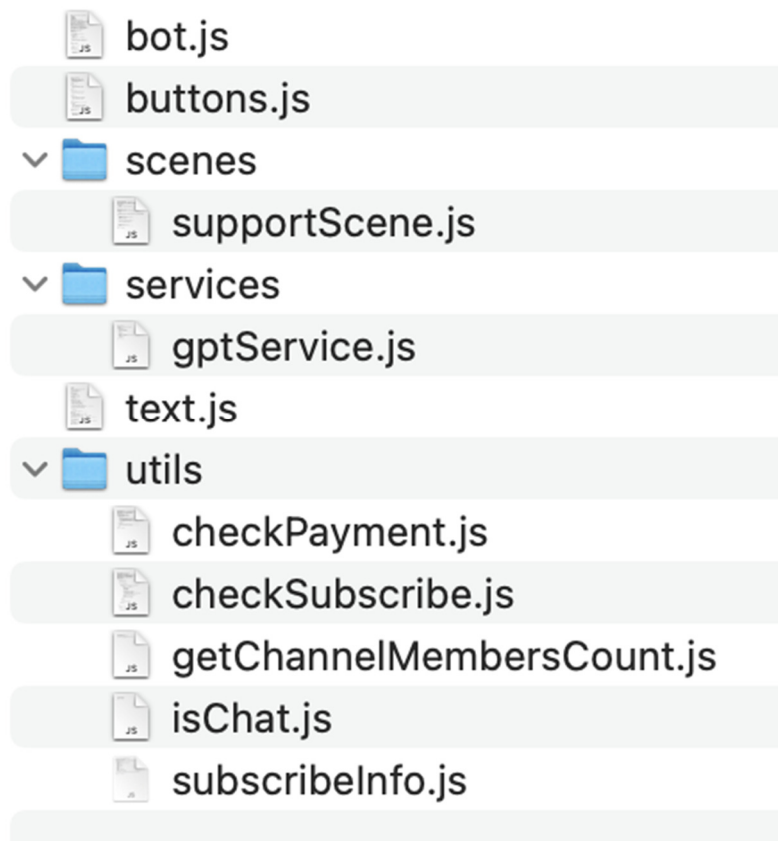 bot.js
buttons.js
scenes
supportScene.js
services
gptService.js
text.js
utils
checkPayment.js
checkSubscribe.js
getChannelMembersCount.js
isChat.js
subscribeInfo.js